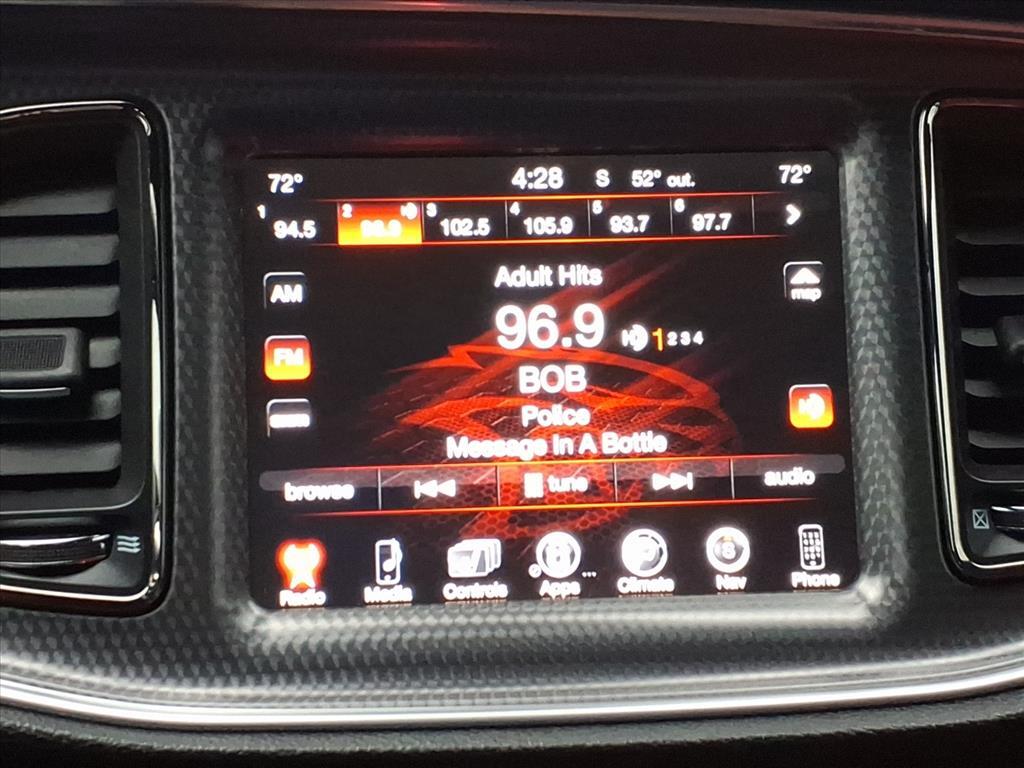 72° 4:28 S 52° out. 72°
1 94.5 2 96.9 3 102.5 4 105.9 5 93.7 6 97.7
Adult Hits
AM
map
96.9 1 2 3 4
FM
BOB
Police
Message In A Bottle
browse tune audio
Radio Media Controls Apps Climate Nav Phone